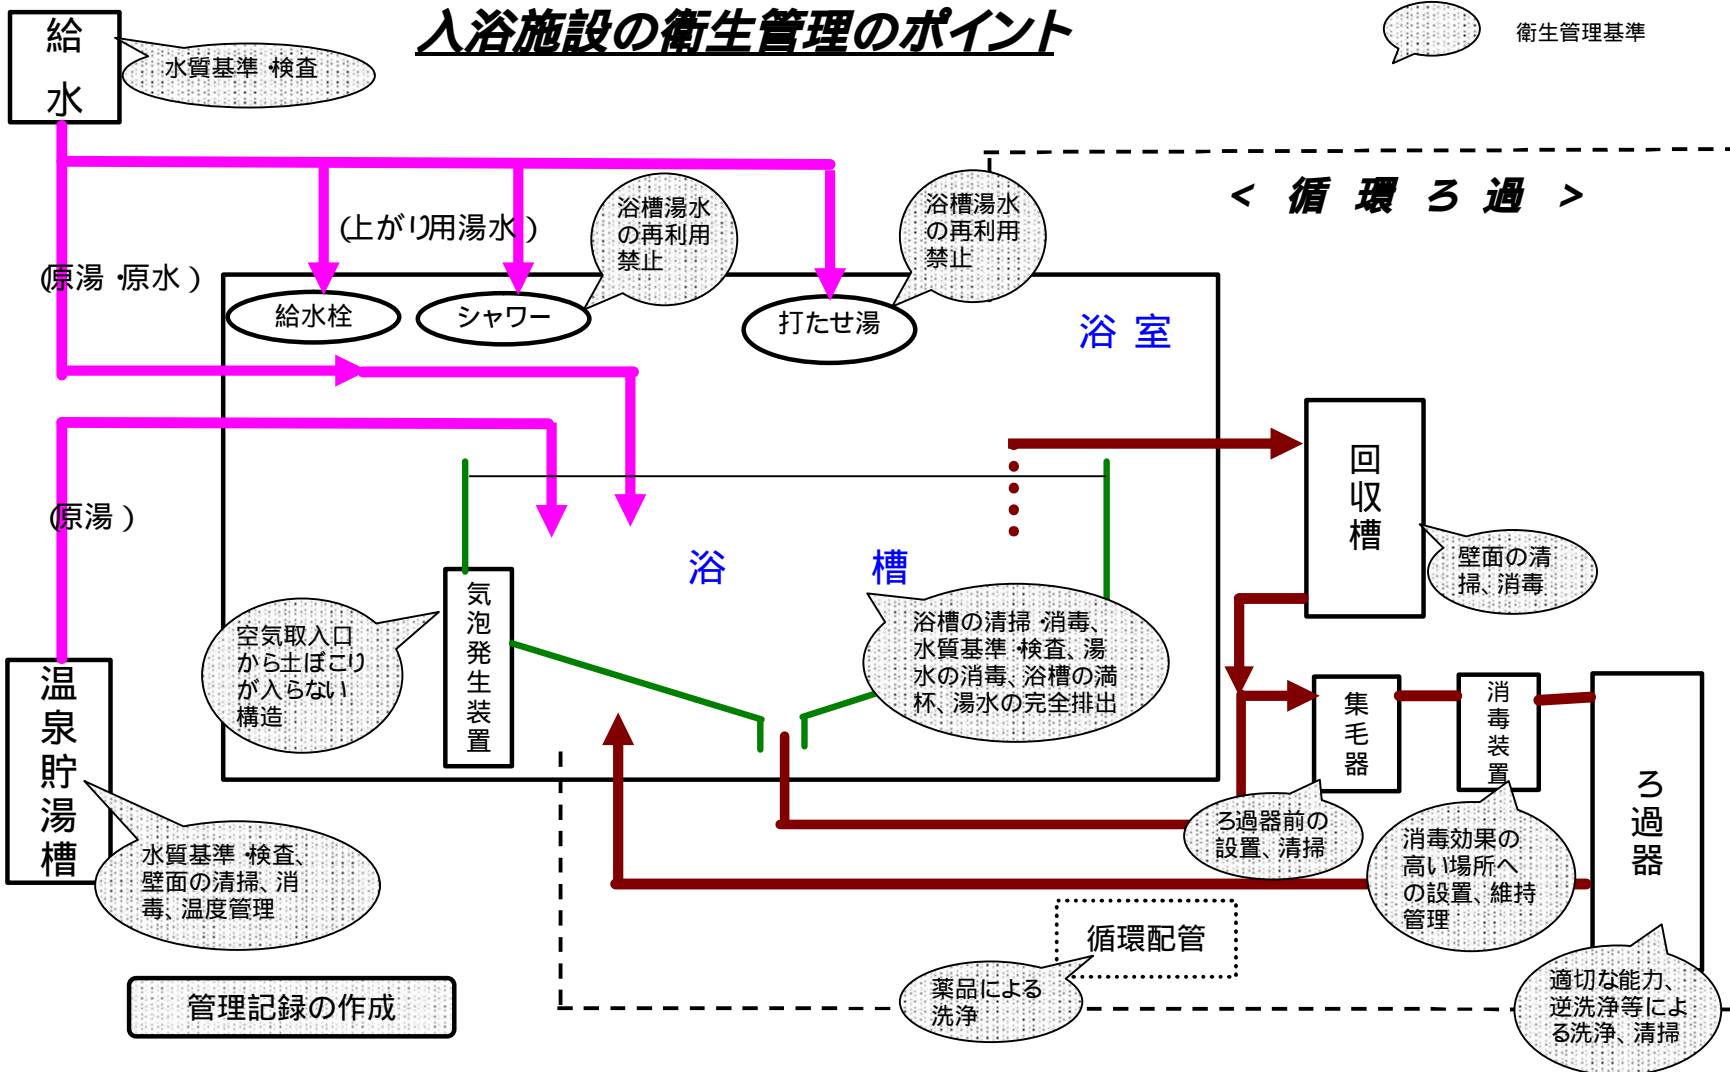 入浴施設の衛生管理のポイント
衛生管理基準
給
水
水質基準・検査
<循環ろ過>
(上がり用湯水)
浴槽湯水
の再利用
禁止
浴槽湯水
の再利用
禁止
(原湯・原水)
給水栓
シャワー
打たせ湯
浴室
回収槽
壁面の清
掃、消毒
(原湯)
浴槽
浴槽の清掃・消毒、
水質基準・検査、湯
水の消毒、浴槽の満
杯、湯水の完全排出
気泡発生装置
空気取入口
から土ぼこり
が入らない
構造
温泉貯湯槽
水質基準・検査、
壁面の清掃、消
毒、温度管理
集毛器
ろ過器前の
設置、清掃
消毒装置
消毒効果の
高い場所へ
の設置、維持
管理
ろ過器
適切な能力、
逆洗浄等によ
る洗浄、清掃
循環配管
薬品による
洗浄
管理記録の作成